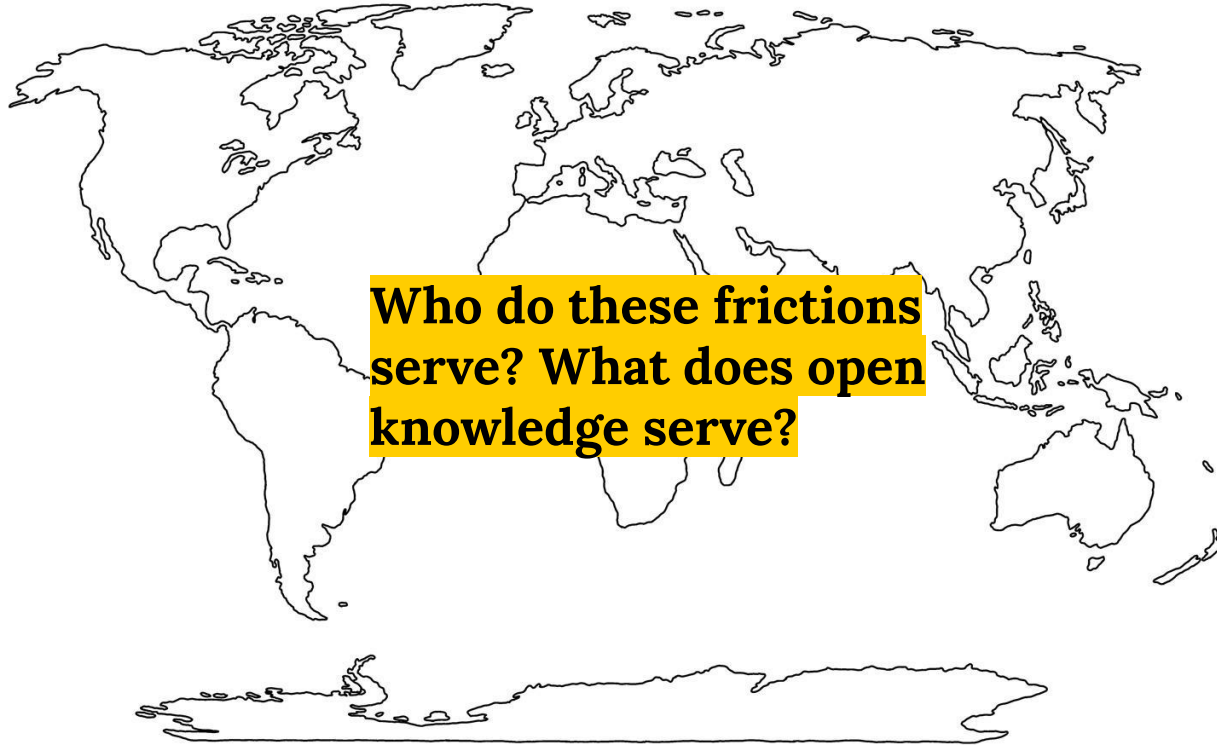 Who do these frictions
serve? What does open
knowledge serve?